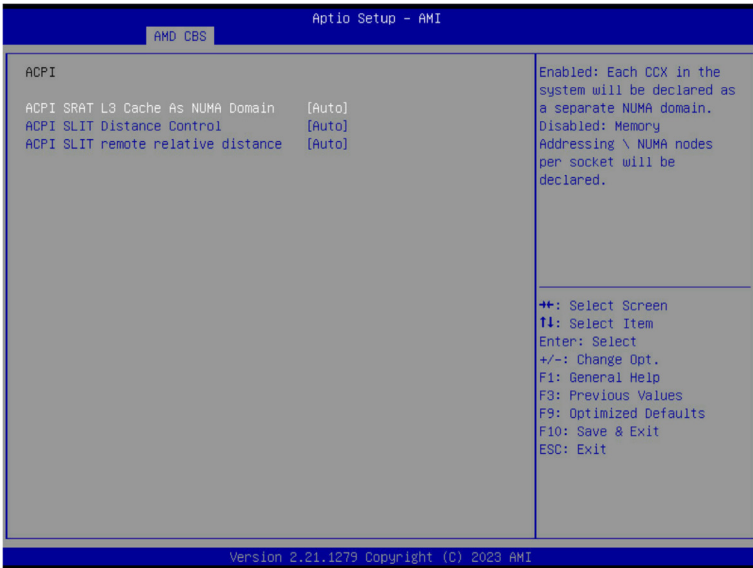 Aptio Setup – AMI
AMD CBS
ACPI
ACPI SRAT L3 Cache As NUMA Domain [Auto]
ACPI SLIT Distance Control [Auto]
ACPI SLIT remote relative distance [Auto]
Enabled: Each CCX in the
system will be declared as
a separate NUMA domain.
Disabled: Memory
Addressing \ NUMA nodes
per socket will be
declared.
→←: Select Screen
↑↓: Select Item
Enter: Select
+/-: Change Opt.
F1: General Help
F3: Previous Values
F9: Optimized Defaults
F10: Save & Exit
ESC: Exit
Version 2.21.1279 Copyright (C) 2023 AMI